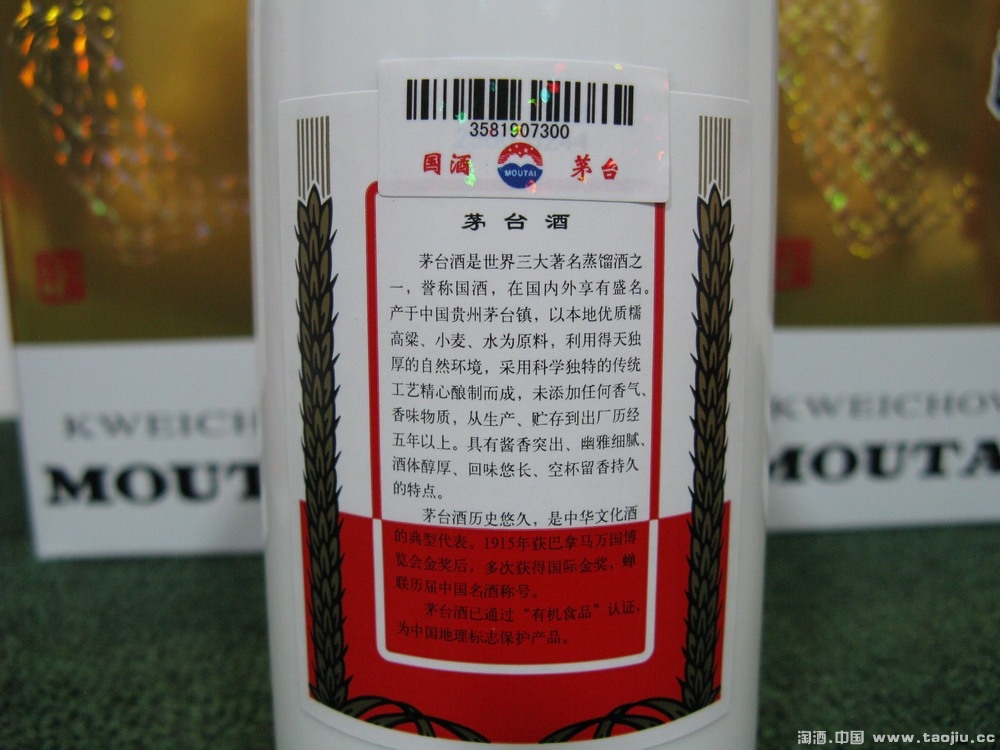 3581907300
国酒
MOUTAI
茅台
茅台酒
茅台酒是世界三大著名蒸馏酒之
一，誉称国酒，在国内外享有盛名。
产于中国贵州茅台镇，以本地优质糯
高粱、小麦、水为原料，利用得天独
厚的自然环境，采用科学独特的传统
工艺精心酿制而成，未添加任何香气、
香味物质，从生产、贮存到出厂历经
五年以上。具有酱香突出、幽雅细腻、
酒体醇厚、回味悠长、空杯留香持久
的特点。
茅台酒历史悠久，是中华文化酒
的典型代表。1915年获巴拿马万国博
览会金奖后，多次获得国际金奖，蝉
联历届中国名酒称号。
茅台酒已通过“有机食品”认证，
为中国地理标志保护产品。
KWEICH
MOUT
KWEICHOW
MOUTA
淘酒.中国 www.taojiu.cc